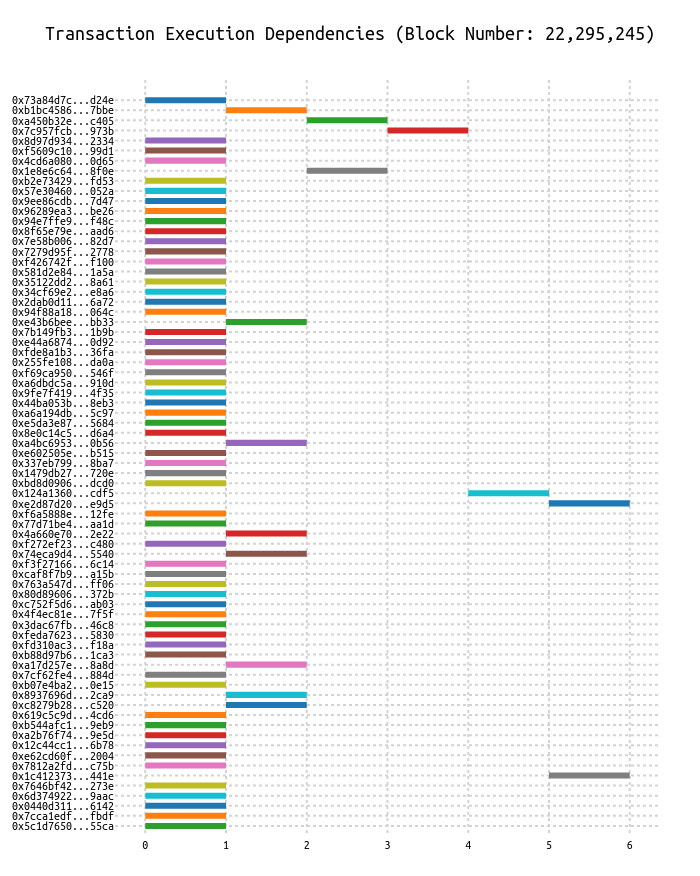 Transaction Execution Dependencies (Block Number: 22,295,245)
0x73a84d7c...d24e
0xb1bc4586...7bbe
0xa450b32e...c405
0x7c957fcb...973b
0x8d97d934...2334
0xf5609c10...99d1
0x4cd6a080...0d65
0x1e8e6c64...8f0e
0xb2e73429...fd53
0x57e30460...052a
0x9ee86cdb...7d47
0x96289ea3...be26
0x94e7ffe9...f48c
0x8f65e79e...aad6
0x7e58b006...82d7
0x7279d95f...2778
0xf426742f...f100
0x581d2e84...1a5a
0x35122dd2...8a61
0x34cf69e2...e8a6
0x2dab0d11...6a72
0x94f88a18...064c
0xe43b6bee...bb33
0x7b149fb3...1b9b
0xe44a6874...0d92
0xfde8a1b3...36fa
0x255fe108...da0a
0xf69ca950...546f
0xa6dbdc5a...910d
0x9fe7f419...4f35
0x44ba053b...8eb3
0xa6a194db...5c97
0xe5da3e87...5684
0x8e0c14c5...d6a4
0xa4bc6953...0b56
0xe602505e...b515
0x337eb799...8ba7
0x1479db27...720e
0xbd8d0906...dcd0
0x124a1360...cdf5
0xe2d87d20...e9d5
0xf6a5888e...12fe
0x77d71be4...aa1d
0x4a660e70...2e22
0xf272ef23...c480
0x74eca9d4...5540
0xf3f27166...6c14
0xcaf8f7b9...a15b
0x763a547d...ff06
0x80d89606...372b
0xc752f5d6...ab03
0x4f4ec81e...7f5f
0x3dac67fb...46c8
0xfeda7623...5830
0xfd310ac3...f18a
0xb88d97b6...1ca3
0xa17d257e...8a8d
0x7cf62fe4...884d
0xb07e4ba2...0e15
0x8937696d...2ca9
0xc8279b28...c520
0x619c5c9d...4cd6
0xb544afc1...9eb9
0xa2b76f74...9e5d
0x12c44cc1...6b78
0xe62cd60f...2004
0x7812a2fd...c75b
0x1c412373...441e
0x7646bf42...273e
0x6d374922...9aac
0x0440d311...6142
0x7cca1edf...fbdf
0x5c1d7650...55ca
0 1 2 3 4 5 6